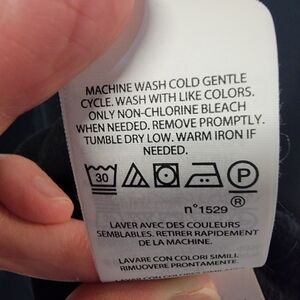 MACHINE WASH COLD GENTLE
CYCLE. WASH WITH LIKE COLORS.
ONLY NON-CHLORINE BLEACH
WHEN NEEDED. REMOVE PROMPTLY.
TUMBLE DRY LOW. WARM IRON IF
NEEDED.
30 P
®
n°1529
LAVER AVEC DES COULEURS
SEMBLABLES. RETIRER RAPIDEMENT
DE LA MACHINE.
LAVARE CON COLORI SIMILI.
RIMUOVERE PRONTAMENTE.